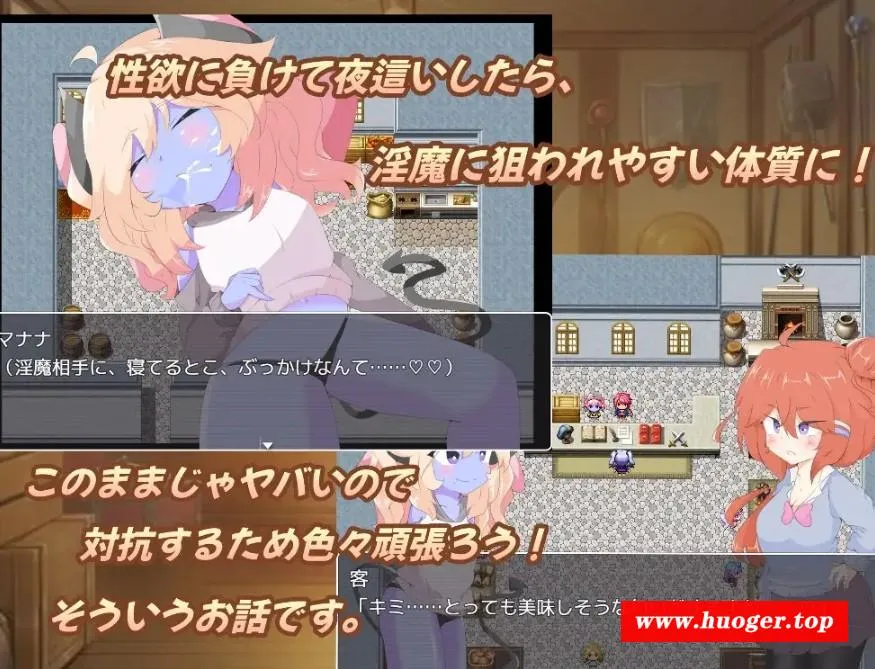 性欲に負けて夜這いしたら、
淫魔に狙われやすい体質に！
マナナ
（淫魔相手に、寝てるとこ、ぶっかけなんて……♡♡）
このままじゃヤバいので
対抗するため色々頑張ろう！
そういうお話です。
客
「キミ……とっても美味しそうな
www.huoger.top